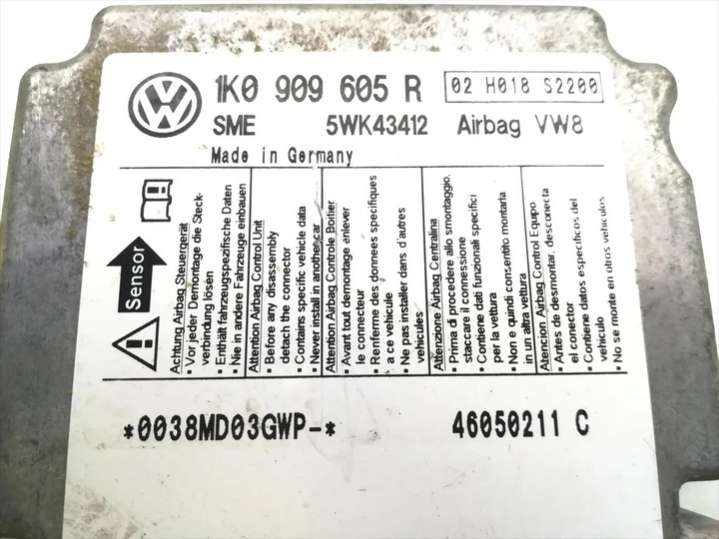 1K0 909 605 R
02 H018 S2200
SME 5WK43412 Airbag VW8
Made in Germany
Sensor
Achtung Airbag Steuergerät
• Vor jeder Demontage die Steck-
verbindung lösen
• Enthält fahrzeugspezifische Daten
• Nie in andere Fahrzeuge einbauen
Attention Airbag Control Unit
• Before any disassembly
detach the connector
• Contains specific vehicle data
• Never install in another car
Attention Airbag Controle Boitier
• Avant tout demontage enlever
le connecteur
• Renferme des donnees specifiques
a ce vehicule
• Ne pas installer dans d'autres
vehicules
Attenzione Airbag Centralina
• Prima di procedere allo smontaggio,
staccare il connessione
• Contiene dati funzionali specifici
per la vettura
• Non e quindi consentito montarla
in un altra vettura
Atencion Airbag Control Equipo
• Antes de desmontar, desconecta
el conector
• Contiene datos especificos del
vehiculo
• No se monte en otros vehiculos
*0038MD03GWP-*
46050211 C